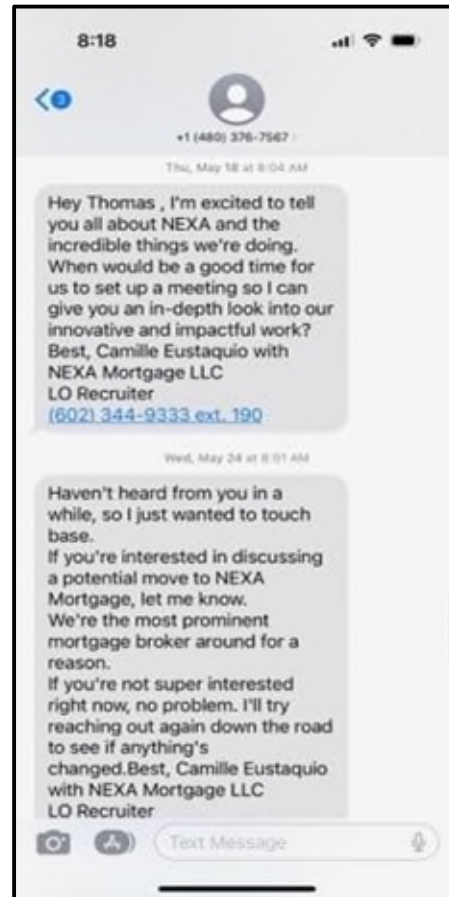 8:18
3
+1 (480) 376-7567
Thu, May 18 at 8:04 AM
Hey Thomas , I'm excited to tell
you all about NEXA and the
incredible things we're doing.
When would be a good time for
us to set up a meeting so I can
give you an in-depth look into our
innovative and impactful work?
Best, Camille Eustaquio with
NEXA Mortgage LLC
LO Recruiter
(602) 344-9333 ext. 190
Wed, May 24 at 8:01 AM
Haven't heard from you in a
while, so I just wanted to touch
base.
If you're interested in discussing
a potential move to NEXA
Mortgage, let me know.
We're the most prominent
mortgage broker around for a
reason.
If you're not super interested
right now, no problem. I'll try
reaching out again down the road
to see if anything's
changed.Best, Camille Eustaquio
with NEXA Mortgage LLC
LO Recruiter
Text Message